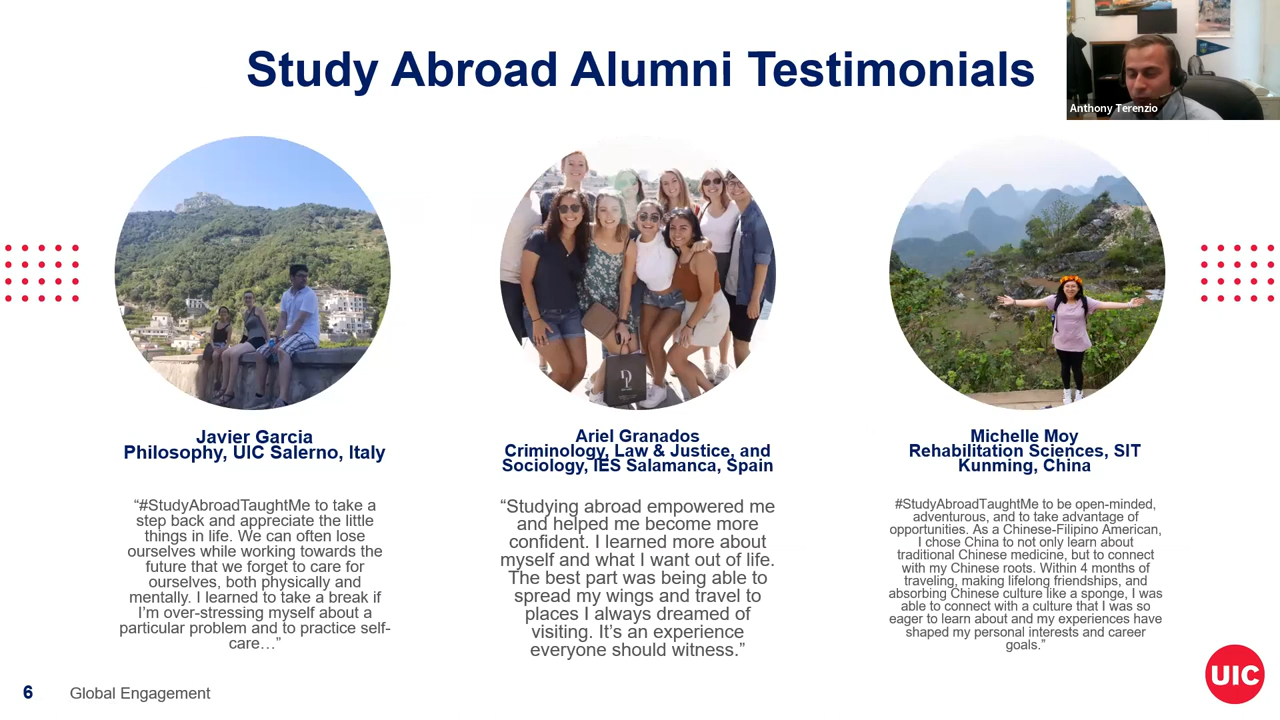 Study Abroad Alumni Testimonials
Anthony Terenzio
Javier Garcia
Philosophy, UIC Salerno, Italy
“#StudyAbroadTaughtMe to take a
step back and appreciate the little
things in life. We can often lose
ourselves while working towards the
future that we forget to care for
ourselves, both physically and
mentally. I learned to take a break if
I’m over-stressing myself about a
particular problem and to practice self-
care…”
Ariel Granados
Criminology, Law & Justice, and
Sociology, IES Salamanca, Spain
“Studying abroad empowered me
and helped me become more
confident. I learned more about
myself and what I want out of life.
The best part was being able to
spread my wings and travel to
places I always dreamed of
visiting. It’s an experience
everyone should witness.”
Michelle Moy
Rehabilitation Sciences, SIT
Kunming, China
#StudyAbroadTaughtMe to be open-minded,
adventurous, and to take advantage of
opportunities. As a Chinese-Filipino American,
I chose China to not only learn about
traditional Chinese medicine, but to connect
with my Chinese roots. Within 4 months of
traveling, making lifelong friendships, and
absorbing Chinese culture like a sponge, I was
able to connect with a culture that I was so
eager to learn about and my experiences have
shaped my personal interests and career
goals.”
6
Global Engagement
UIC